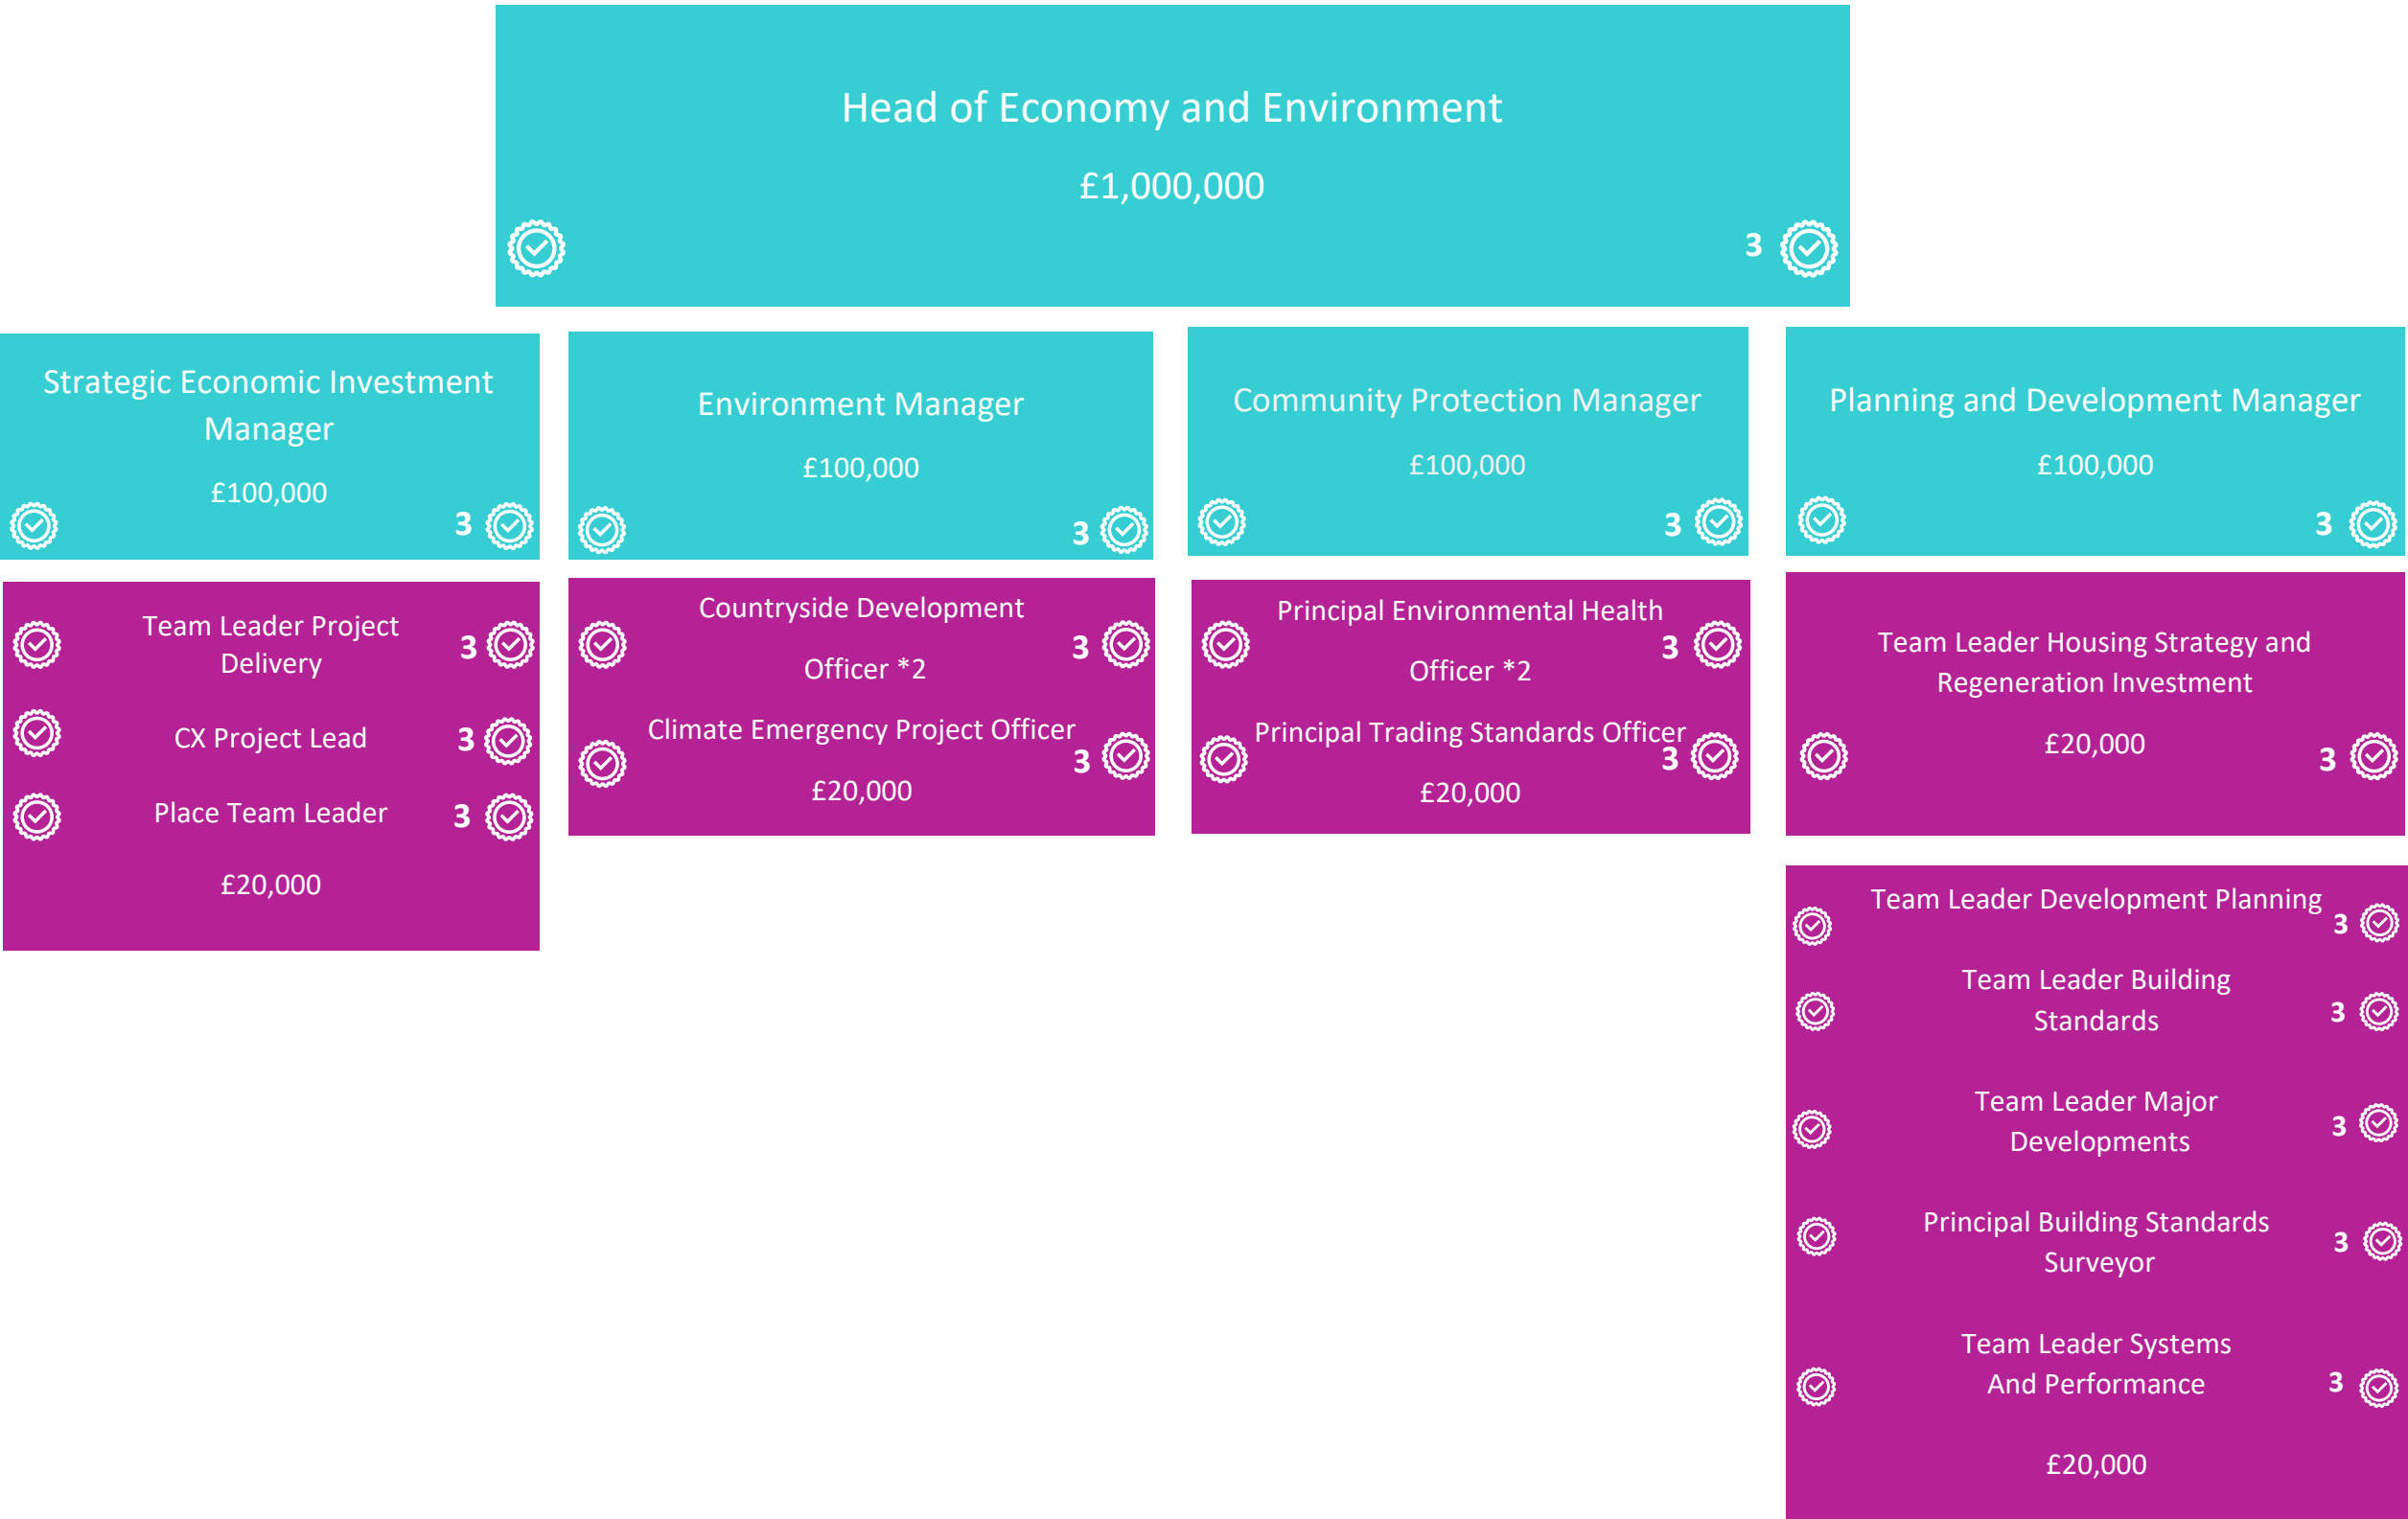 Head of Economy and Environment
£1,000,000
3
Strategic Economic Investment
Manager
£100,000
3
Environment Manager
£100,000
3
Community Protection Manager
£100,000
3
Planning and Development Manager
£100,000
3
Team Leader Project
Delivery
3
CX Project Lead
3
Place Team Leader
3
£20,000
Countryside Development
Officer *2
3
Climate Emergency Project Officer
3
£20,000
Principal Environmental Health
Officer *2
3
Principal Trading Standards Officer
3
£20,000
Team Leader Housing Strategy and
Regeneration Investment
£20,000
3
Team Leader Development Planning
3
Team Leader Building
Standards
3
Team Leader Major
Developments
3
Principal Building Standards
Surveyor
3
Team Leader Systems
And Performance
3
£20,000